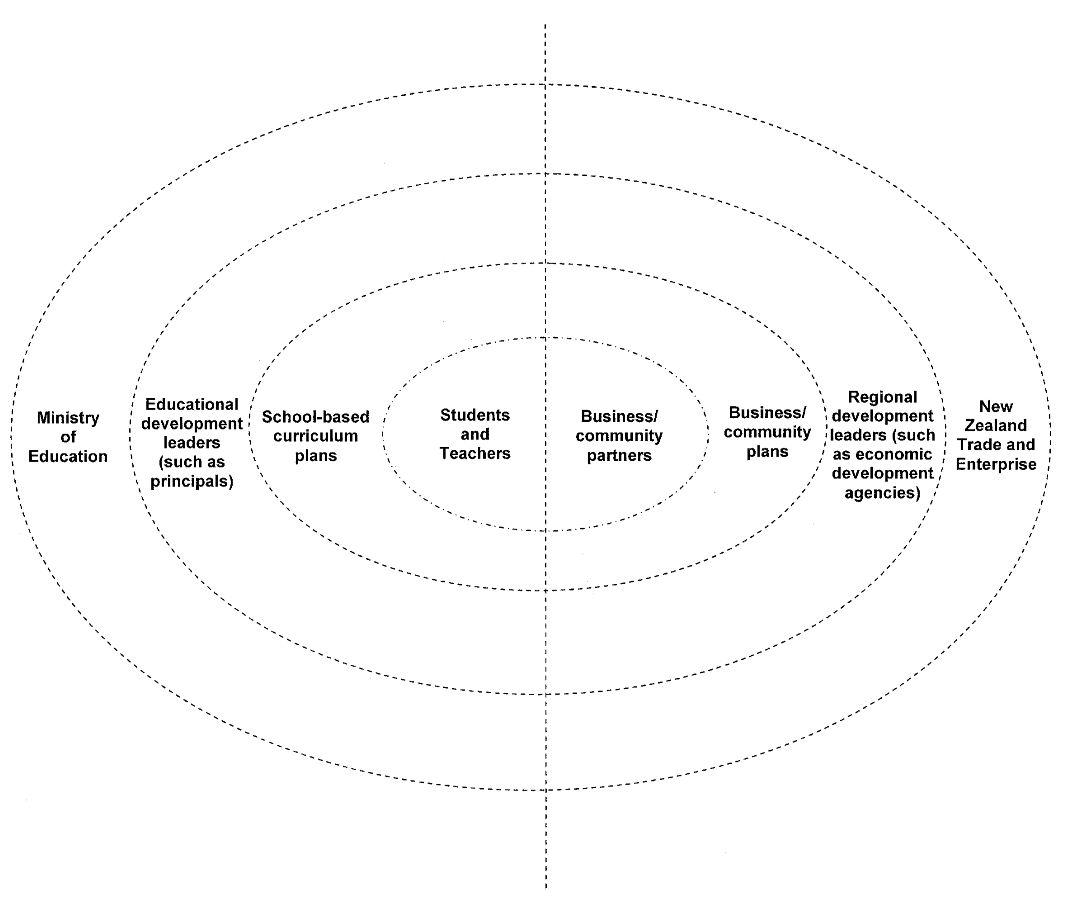 Ministry
of
Education
Educational
development
leaders
(such as
principals)
School-based
curriculum
plans
Students
and
Teachers
Business/
community
partners
Business/
community
plans
Regional
development
leaders (such
as economic
development
agencies)
New
Zealand
Trade and
Enterprise